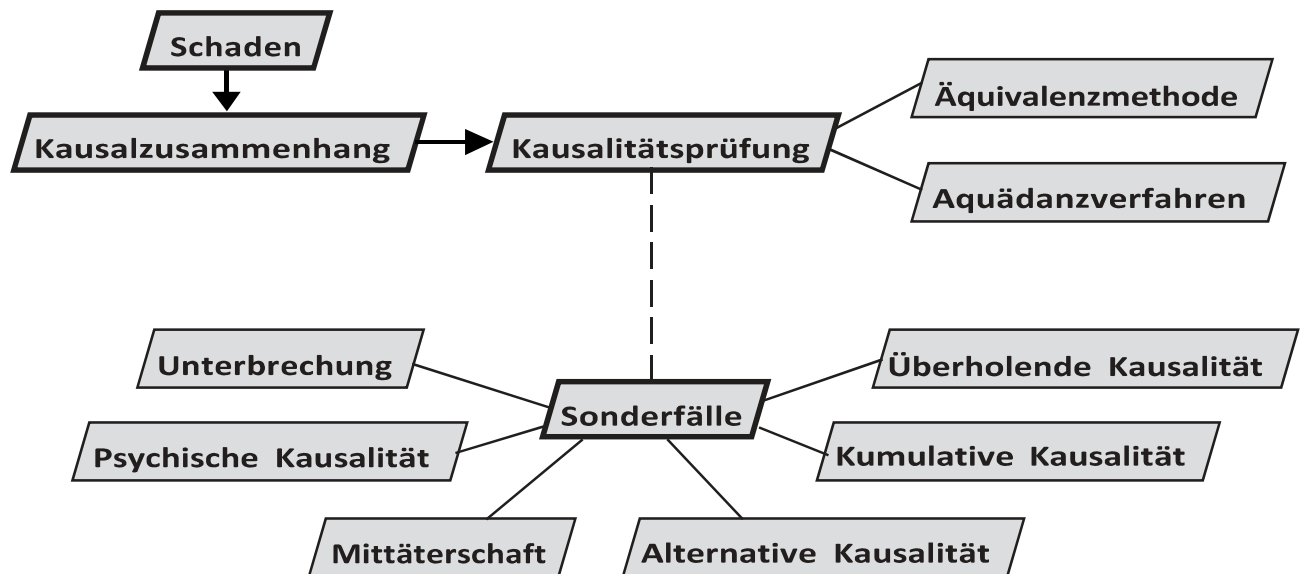 Schaden
Kausalzusammenhang
Kausalitätsprüfung
Äquivalenzmethode
Aquädanzverfahren
Unterbrechung
Psychische Kausalität
Mittäterschaft
Sonderfälle
Alternative Kausalität
Kumulative Kausalität
Überholende Kausalität